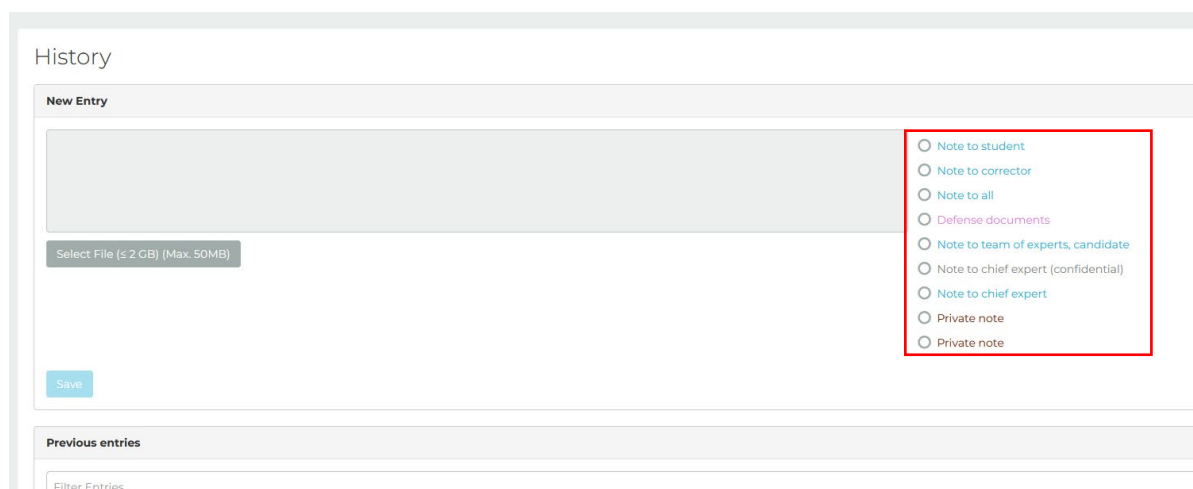 History
New Entry
Note to student
Note to corrector
Note to all
Defense documents
Note to team of experts, candidate
Note to chief expert (confidential)
Note to chief expert
Private note
Private note
Select File (≤ 2 GB) (Max. 50MB)
Save
Previous entries
Filter Entries